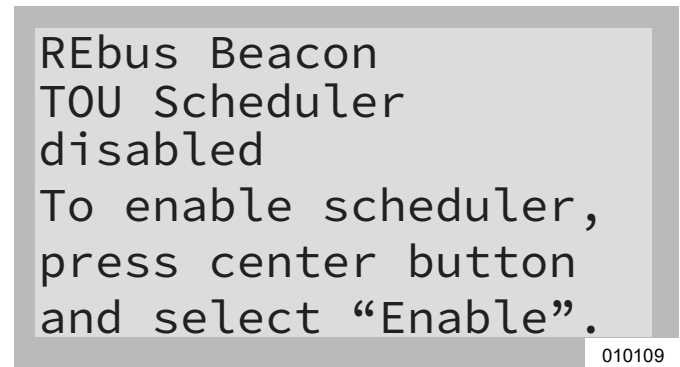 REbus Beacon
TOU Scheduler
disabled
To enable scheduler,
press center button
and select “Enable”.
010109